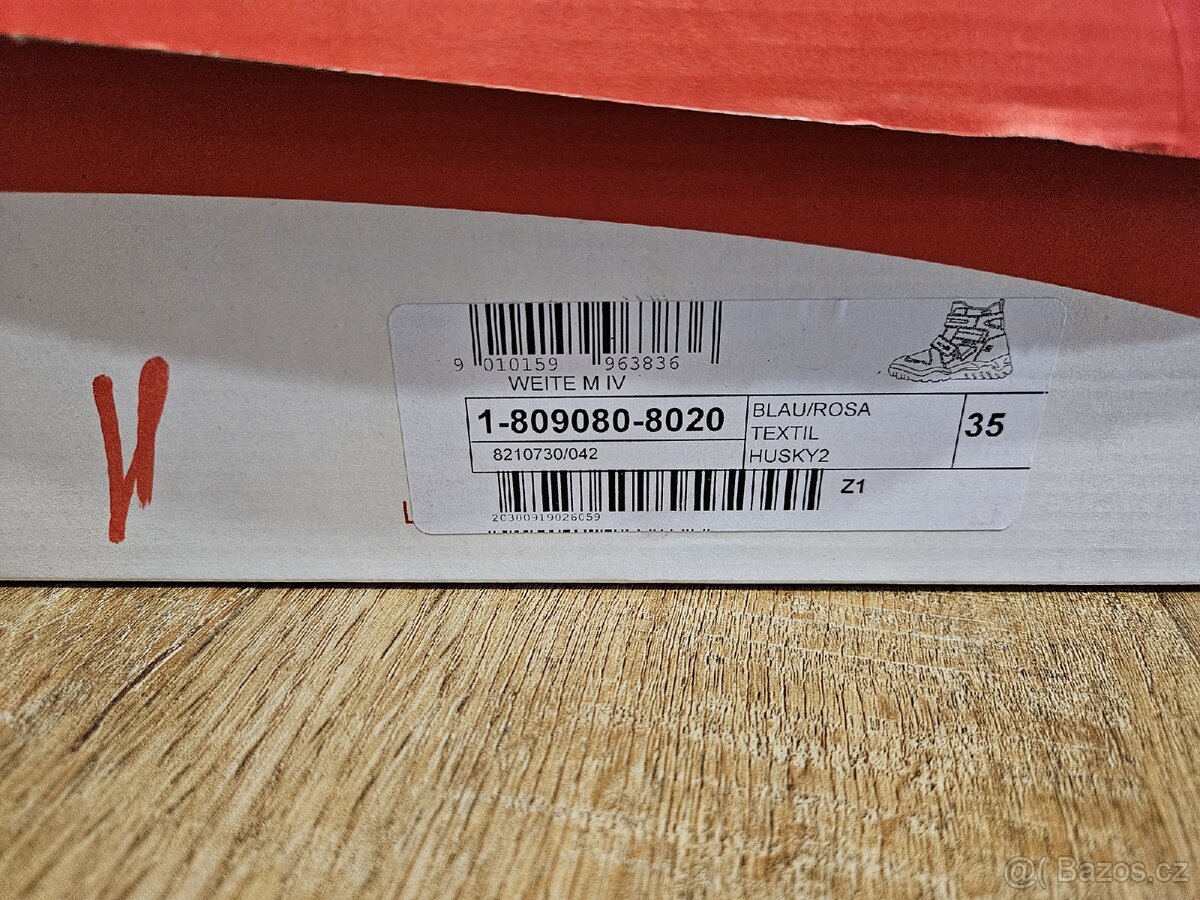 9 010159 963836
WEITE M IV
1-809080-8020
8210730/042
BLAU/ROSA
TEXTIL
HUSKY2
35
20300919026059
Z1
L
@( Bazos.cz